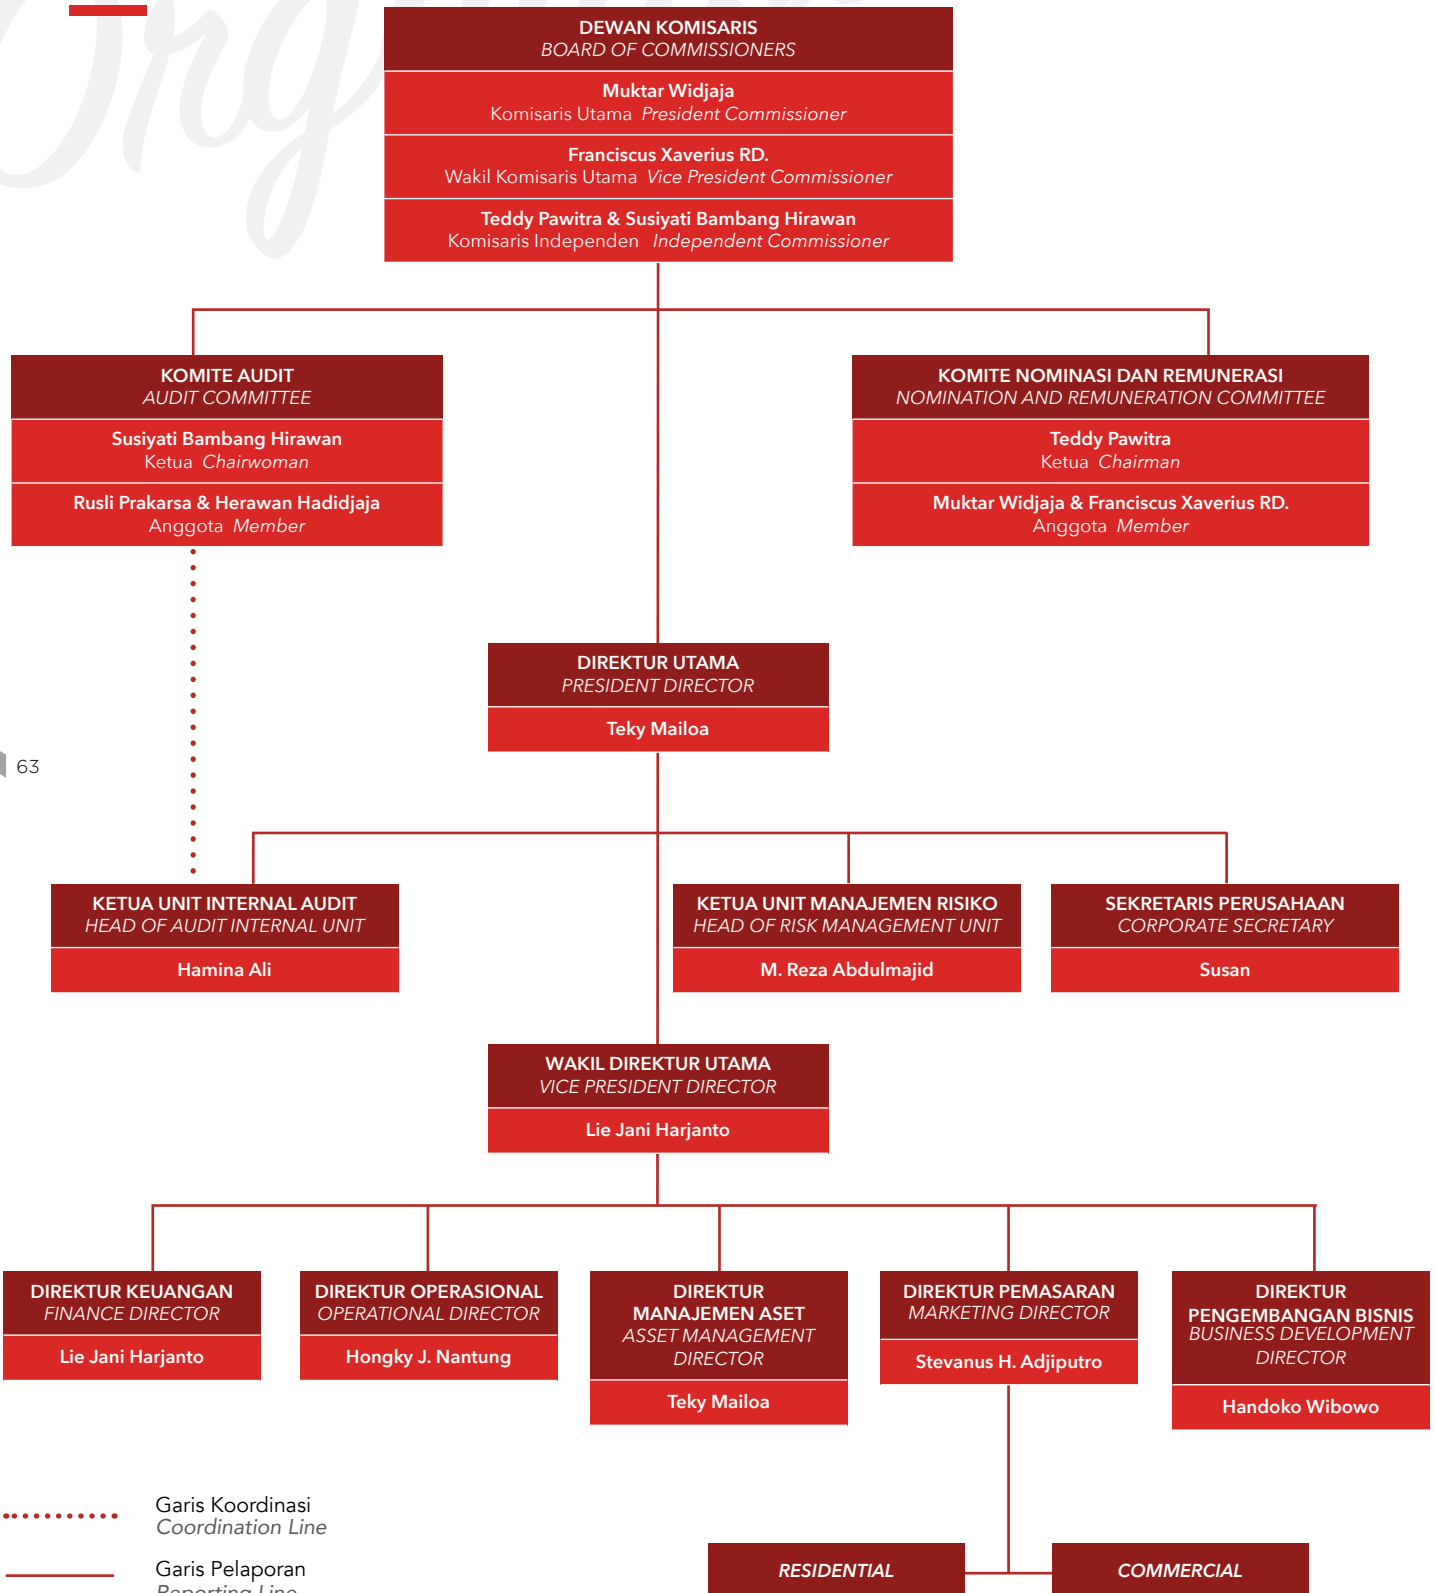 DEWAN KOMISARIS
BOARD OF COMMISSIONERS
Muktar Widjaja
Komisaris Utama President Commissioner
Franciscus Xaverius RD.
Wakil Komisaris Utama Vice President Commissioner
Teddy Pawitra & Susiyati Bambang Hirawan
Komisaris Independen Independent Commissioner
KOMITE AUDIT
AUDIT COMMITTEE
Susiyati Bambang Hirawan
Ketua Chairwoman
Rusli Prakarsa & Herawan Hadidjaja
Anggota Member
KOMITE NOMINASI DAN REMUNERASI
NOMINATION AND REMUNERATION COMMITTEE
Teddy Pawitra
Ketua Chairman
Muktar Widjaja & Franciscus Xaverius RD.
Anggota Member
DIREKTUR UTAMA
PRESIDENT DIRECTOR
Teky Mailoa
63
KETUA UNIT INTERNAL AUDIT
HEAD OF AUDIT INTERNAL UNIT
Hamina Ali
KETUA UNIT MANAJEMEN RISIKO
HEAD OF RISK MANAGEMENT UNIT
M. Reza Abdulmajid
SEKRETARIS PERUSAHAAN
CORPORATE SECRETARY
Susan
WAKIL DIREKTUR UTAMA
VICE PRESIDENT DIRECTOR
Lie Jani Harjanto
DIREKTUR KEUANGAN
FINANCE DIRECTOR
Lie Jani Harjanto
DIREKTUR OPERASIONAL
OPERATIONAL DIRECTOR
Hongky J. Nantung
DIREKTUR
MANAJEMEN ASET
ASSET MANAGEMENT
DIRECTOR
Teky Mailoa
DIREKTUR PEMASARAN
MARKETING DIRECTOR
Stevanus H. Adjiputro
DIREKTUR
PENGEMBANGAN BISNIS
BUSINESS DEVELOPMENT
DIRECTOR
Handoko Wibowo
Garis Koordinasi
Coordination Line
Garis Pelaporan
Reporting Line
RESIDENTIAL
COMMERCIAL